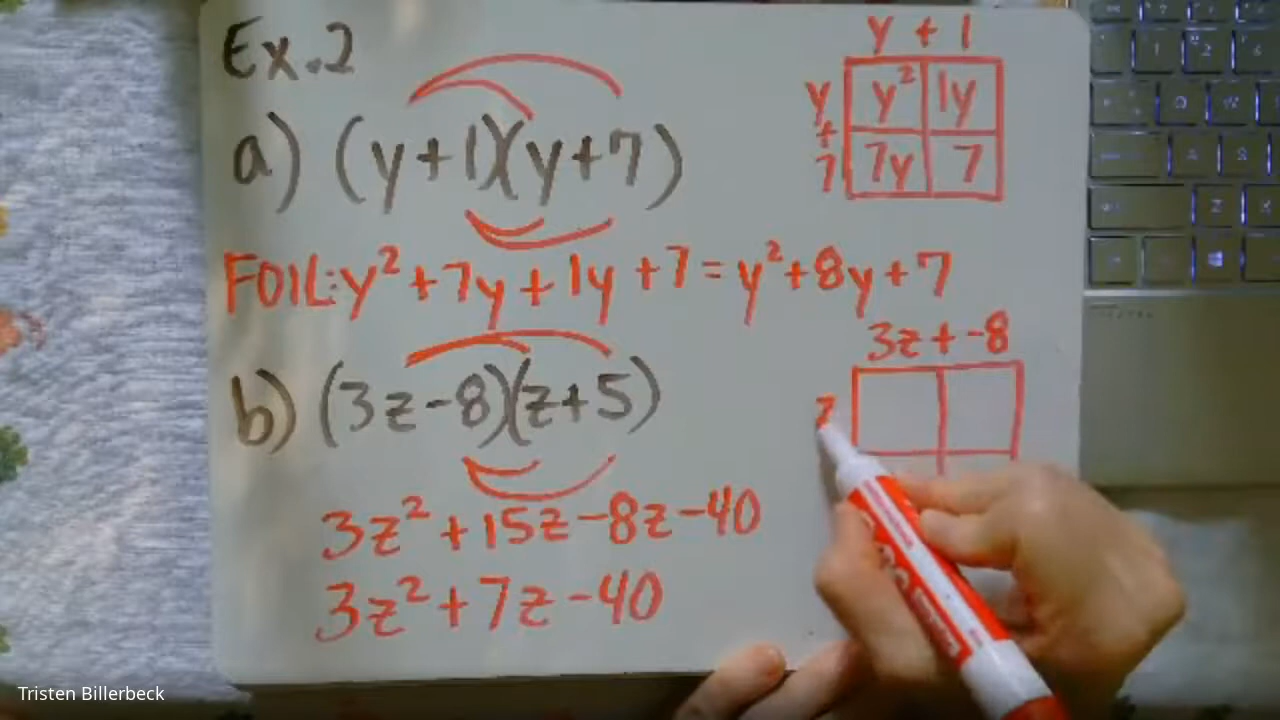 Ex.2
y + 1
y y² 1y
+
7 7y 7
a) (y+1)(y+7)
FOIL: y² + 7y + 1y + 7 = y² + 8y + 7
3z + -8
z
b) (3z-8)(z+5)
3z² + 15z - 8z - 40
3z² + 7z - 40
Tristen Billerbeck